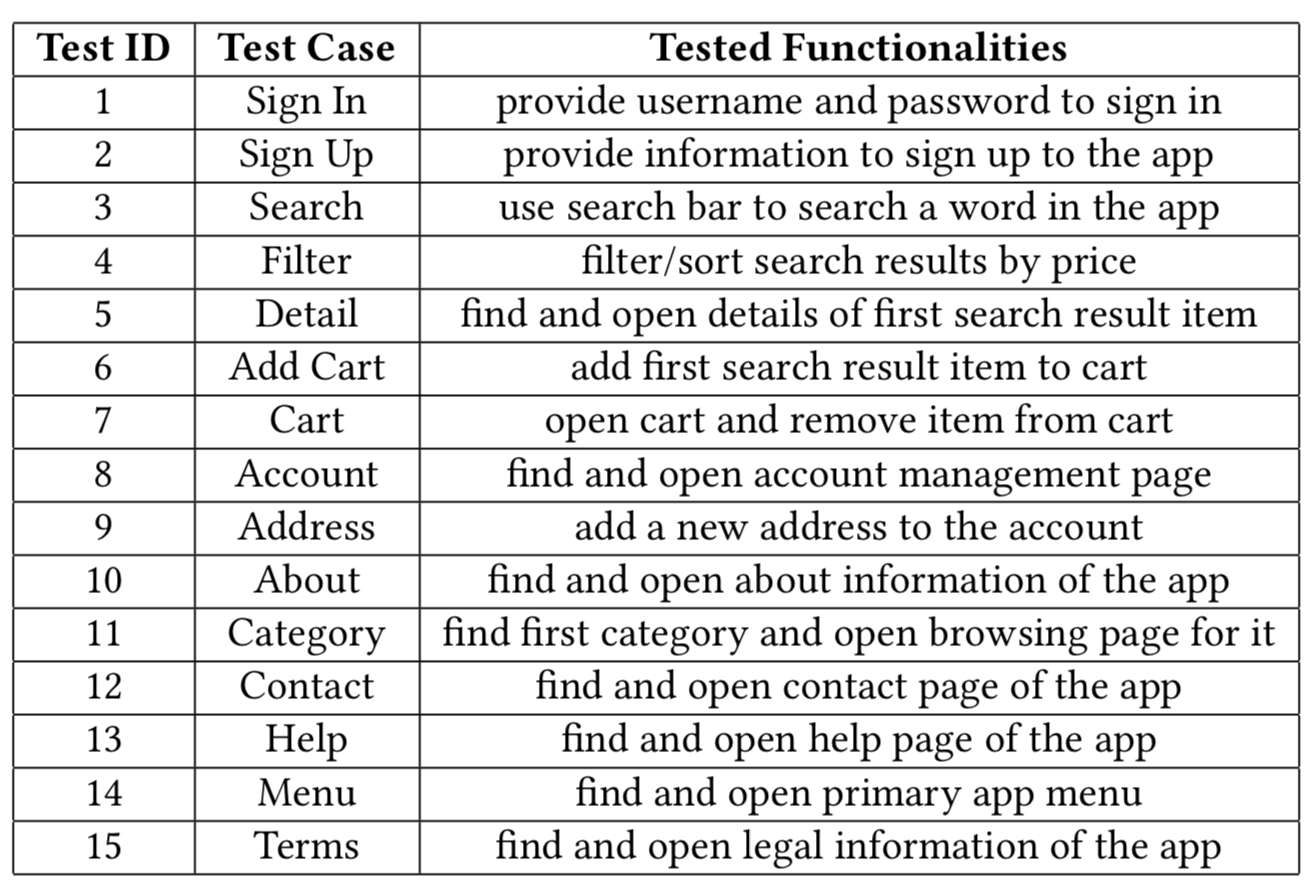 Test ID Test Case Tested Functionalities
1 Sign In provide username and password to sign in
2 Sign Up provide information to sign up to the app
3 Search use search bar to search a word in the app
4 Filter filter/sort search results by price
5 Detail find and open details of first search result item
6 Add Cart add first search result item to cart
7 Cart open cart and remove item from cart
8 Account find and open account management page
9 Address add a new address to the account
10 About find and open about information of the app
11 Category find first category and open browsing page for it
12 Contact find and open contact page of the app
13 Help find and open help page of the app
14 Menu find and open primary app menu
15 Terms find and open legal information of the app